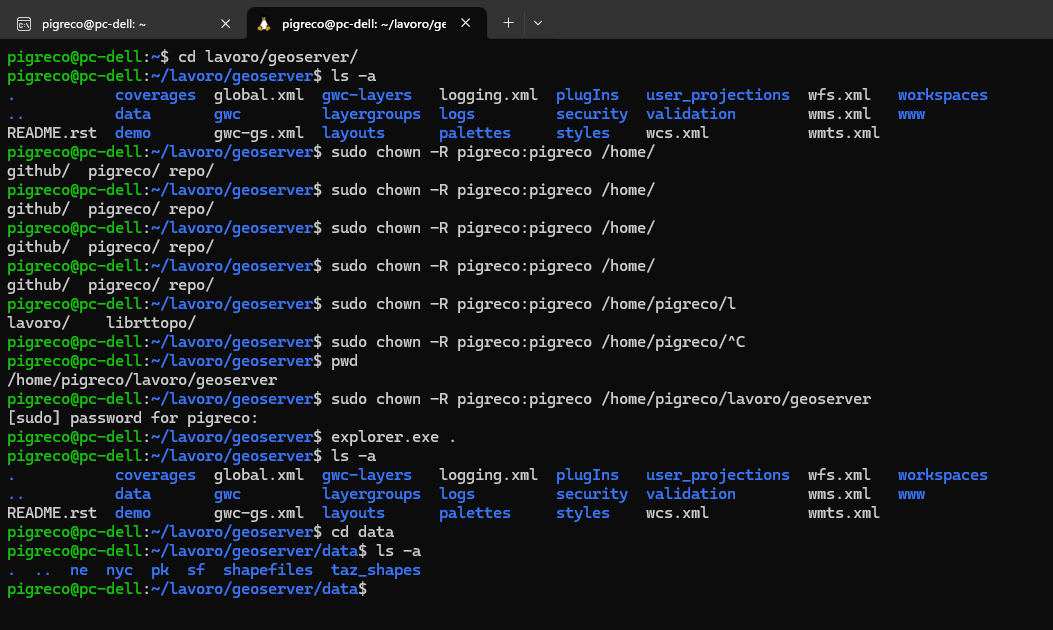 pigreco@pc-dell: ~ pigreco@pc-dell: ~/lavoro/ge
pigreco@pc-dell:~$ cd lavoro/geoserver/
pigreco@pc-dell:~/lavoro/geoserver$ ls -a
. coverages global.xml gwc-layers logging.xml plugIns user_projections wfs.xml workspaces
.. data gwc layergroups logs security validation wms.xml www
README.rst demo gwc-gs.xml layouts palettes styles wcs.xml wmts.xml
pigreco@pc-dell:~/lavoro/geoserver$ sudo chown -R pigreco:pigreco /home/
github/ pigreco/ repo/
pigreco@pc-dell:~/lavoro/geoserver$ sudo chown -R pigreco:pigreco /home/
github/ pigreco/ repo/
pigreco@pc-dell:~/lavoro/geoserver$ sudo chown -R pigreco:pigreco /home/
github/ pigreco/ repo/
pigreco@pc-dell:~/lavoro/geoserver$ sudo chown -R pigreco:pigreco /home/
github/ pigreco/ repo/
pigreco@pc-dell:~/lavoro/geoserver$ sudo chown -R pigreco:pigreco /home/pigreco/l
lavoro/ librttopo/
pigreco@pc-dell:~/lavoro/geoserver$ sudo chown -R pigreco:pigreco /home/pigreco/^C
pigreco@pc-dell:~/lavoro/geoserver$ pwd
/home/pigreco/lavoro/geoserver
pigreco@pc-dell:~/lavoro/geoserver$ sudo chown -R pigreco:pigreco /home/pigreco/lavoro/geoserver
[sudo] password for pigreco:
pigreco@pc-dell:~/lavoro/geoserver$ explorer.exe .
pigreco@pc-dell:~/lavoro/geoserver$ ls -a
. coverages global.xml gwc-layers logging.xml plugIns user_projections wfs.xml workspaces
.. data gwc layergroups logs security validation wms.xml www
README.rst demo gwc-gs.xml layouts palettes styles wcs.xml wmts.xml
pigreco@pc-dell:~/lavoro/geoserver$ cd data
pigreco@pc-dell:~/lavoro/geoserver/data$ ls -a
. .. ne nyc pk sf shapefiles taz_shapes
pigreco@pc-dell:~/lavoro/geoserver/data$